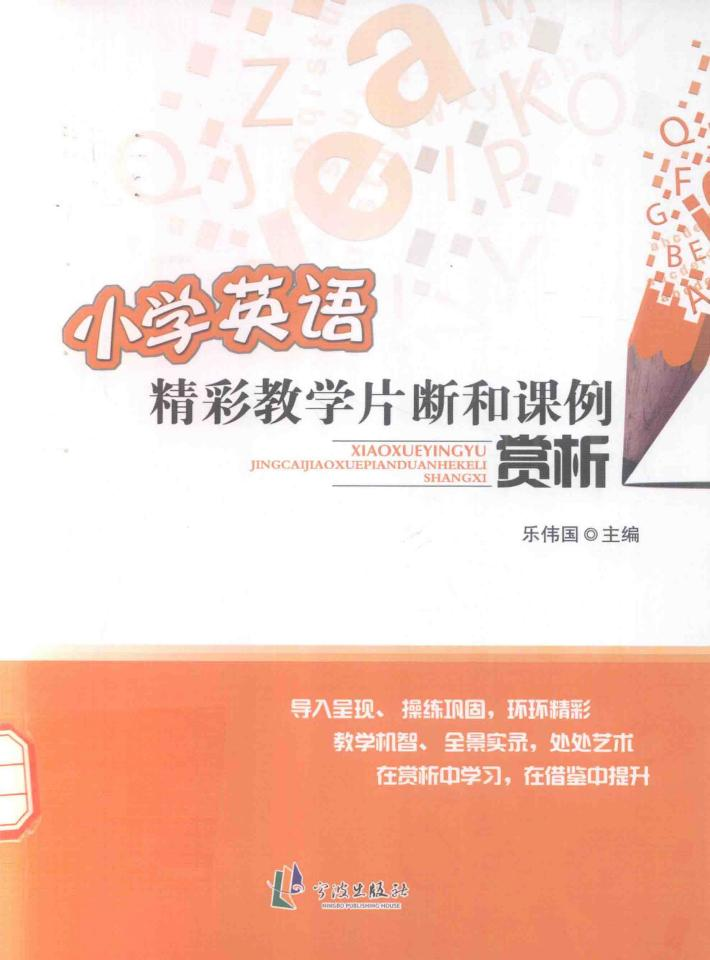 小学英语
精彩教学片断和课例
赏析
XIAOXUEYINGYU
JINGCAIJIAOXUEPIANDUANHEKELI
SHANGXI
乐伟国◎主编
导入呈现、操练巩固，环环精彩
教学机智、全景实录，处处艺术
在赏析中学习，在借鉴中提升
宁波出版社
NINGBO PUBLISHING HOUSE